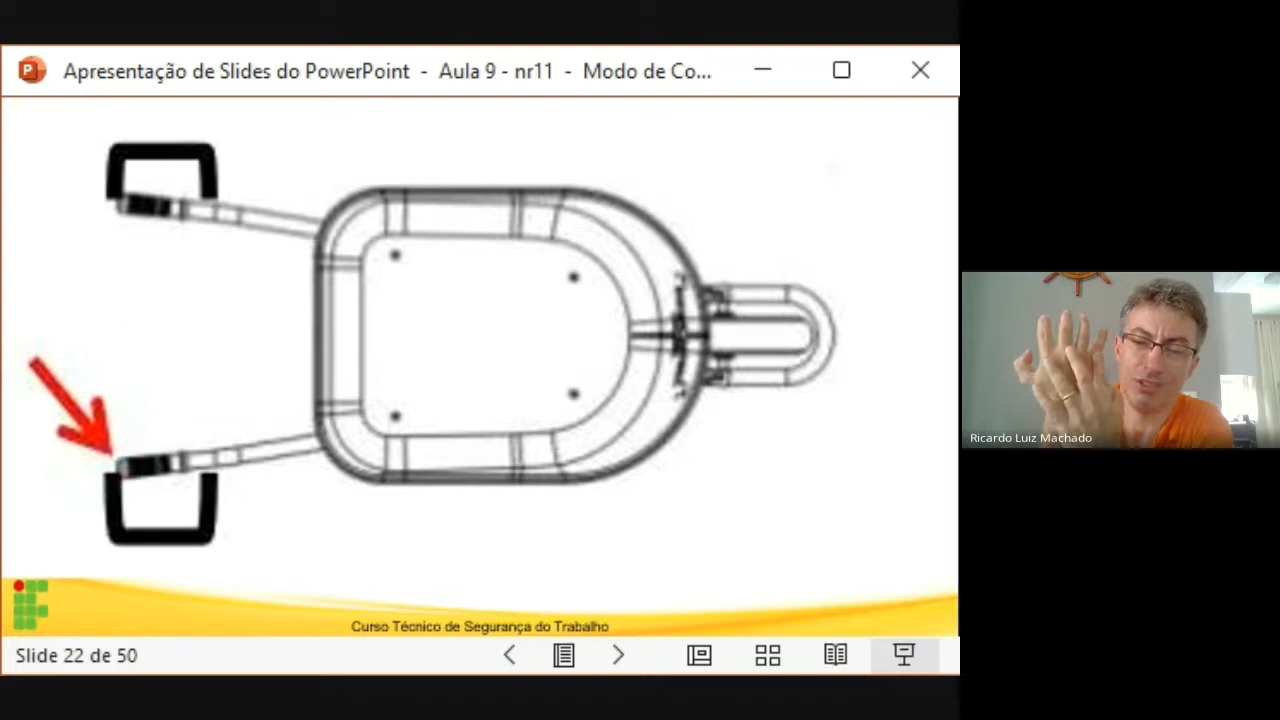 Apresentação de Slides do PowerPoint - Aula 9 - nr11 - Modo de Co...
Ricardo Luiz Machado
Curso Técnico de Segurança do Trabalho
Slide 22 de 50